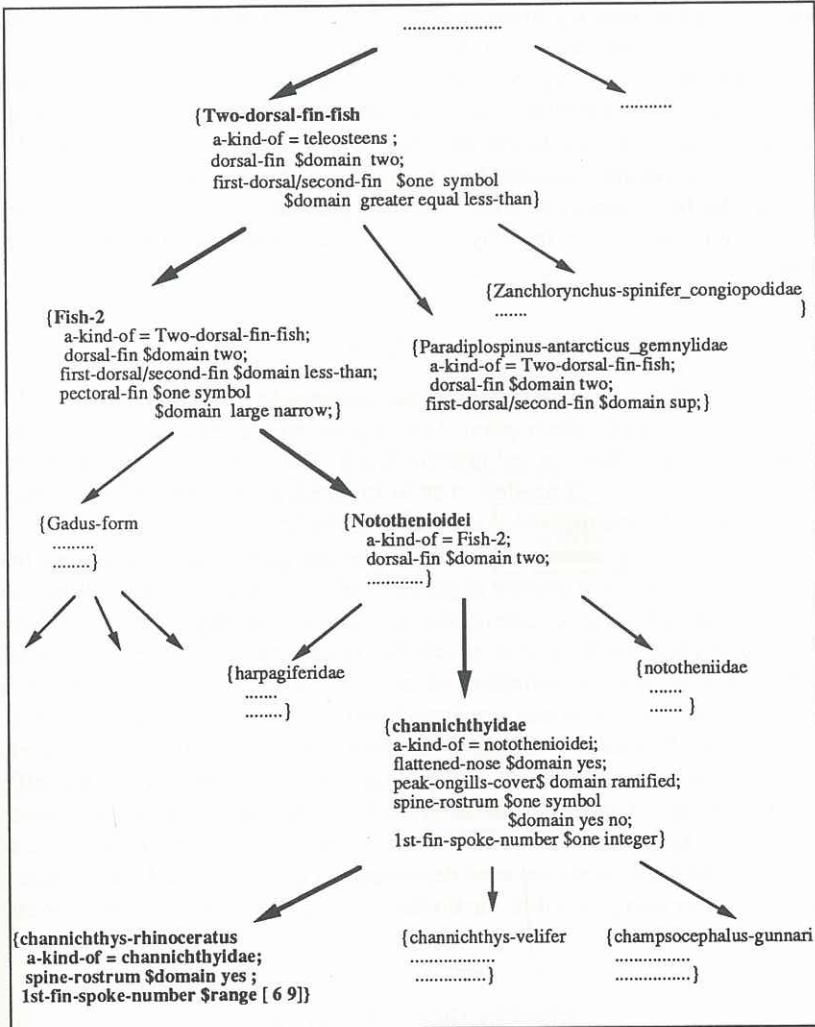 .....................
...........
{Two-dorsal-fin-fish
a-kind-of = teleosteens ;
dorsal-fin $domain two;
first-dorsal/second-fin $one symbol
$domain greater equal less-than}
{Zanchlorynchus-spinifer_congiopodidae
....... }
{Fish-2
a-kind-of = Two-dorsal-fin-fish;
dorsal-fin $domain two;
first-dorsal/second-fin $domain less-than;
pectoral-fin $one symbol
$domain large narrow;}
{Paradiplospinus-antarcticus_gemnylidae
a-kind-of = Two-dorsal-fin-fish;
dorsal-fin $domain two;
first-dorsal/second-fin $domain sup;}
{Gadus-form
.........
........}
{Notothenioidei
a-kind-of = Fish-2;
dorsal-fin $domain two;
............}
{harpagiferidae
.......
........}
{nototheniidae
.......
....... }
{channichthyidae
a-kind-of = notothenioidei;
flattened-nose $domain yes;
peak-ongills-cover$ domain ramified;
spine-rostrum $one symbol
$domain yes no;
1st-fin-spoke-number $one integer}
{channichthys-rhinoceratus
a-kind-of = channichthyidae;
spine-rostrum $domain yes ;
1st-fin-spoke-number $range [ 6 9]}
{channichthys-velifer
.................
...............}
{champsocephalus-gunnari
................
................}